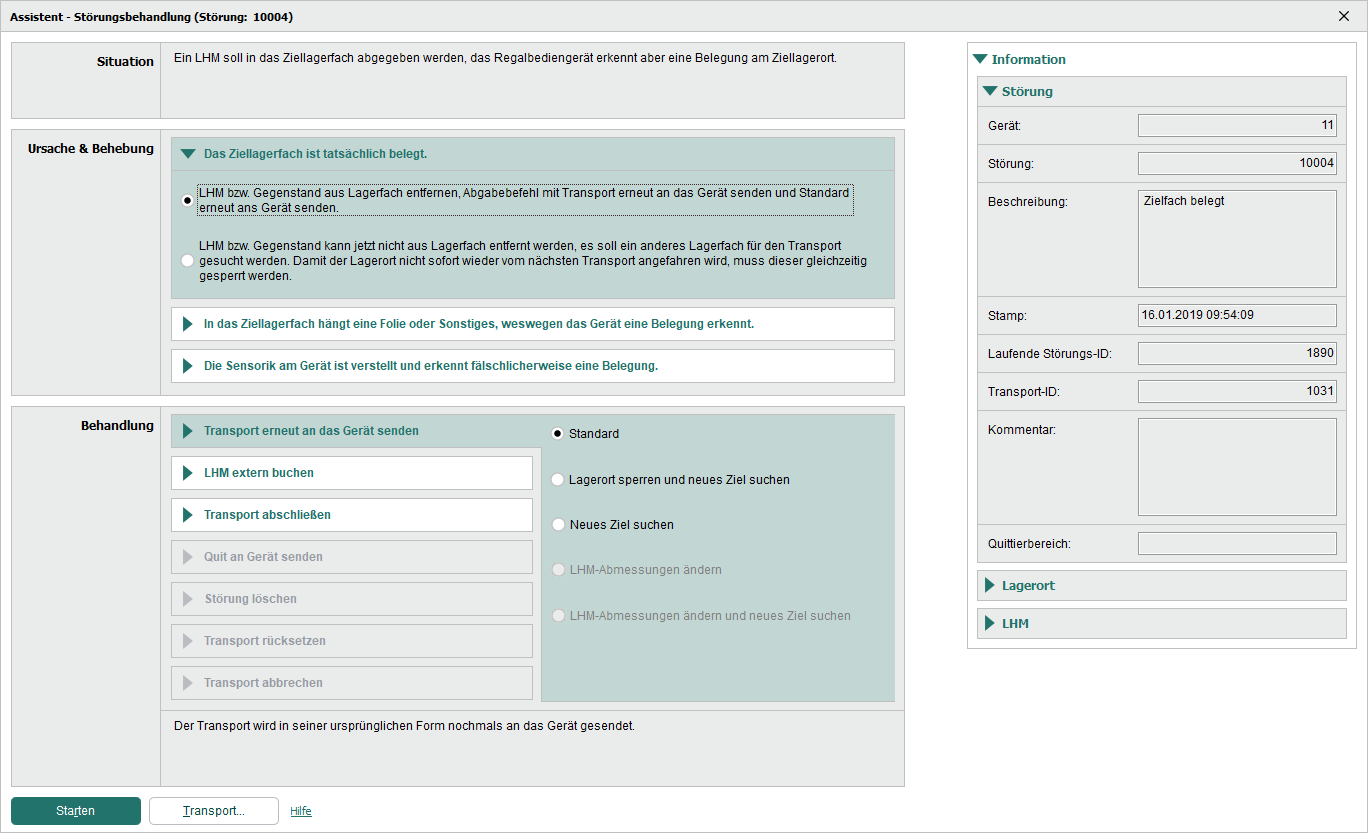 Assistent - Störungsbehandlung (Störung: 10004)
Situation
Ein LHM soll in das Ziellagerfach abgegeben werden, das Regalbediengerät erkennt aber eine Belegung am Ziellagerort.
Ursache & Behebung
Das Ziellagerfach ist tatsächlich belegt.
LHM bzw. Gegenstand aus Lagerfach entfernen, Abgabebefehl mit Transport erneut an das Gerät senden und Standard
erneut ans Gerät senden.
LHM bzw. Gegenstand kann jetzt nicht aus Lagerfach entfernt werden, es soll ein anderes Lagerfach für den Transport
gesucht werden. Damit der Lagerort nicht sofort wieder vom nächsten Transport angefahren wird, muss dieser gleichzeitig
gesperrt werden.
In das Ziellagerfach hängt eine Folie oder Sonstiges, weswegen das Gerät eine Belegung erkennt.
Die Sensorik am Gerät ist verstellt und erkennt fälschlicherweise eine Belegung.
Behandlung
Transport erneut an das Gerät senden
LHM extern buchen
Transport abschließen
Quit an Gerät senden
Störung löschen
Transport rücksetzen
Transport abbrechen
Standard
Lagerort sperren und neues Ziel suchen
Neues Ziel suchen
LHM-Abmessungen ändern
LHM-Abmessungen ändern und neues Ziel suchen
Der Transport wird in seiner ursprünglichen Form nochmals an das Gerät gesendet.
Starten
Transport...
Hilfe
Information
Störung
Gerät: 11
Störung: 10004
Beschreibung: Zielfach belegt
Stamp: 16.01.2019 09:54:09
Laufende Störungs-ID: 1890
Transport-ID: 1031
Kommentar:
Quittierbereich:
Lagerort
LHM